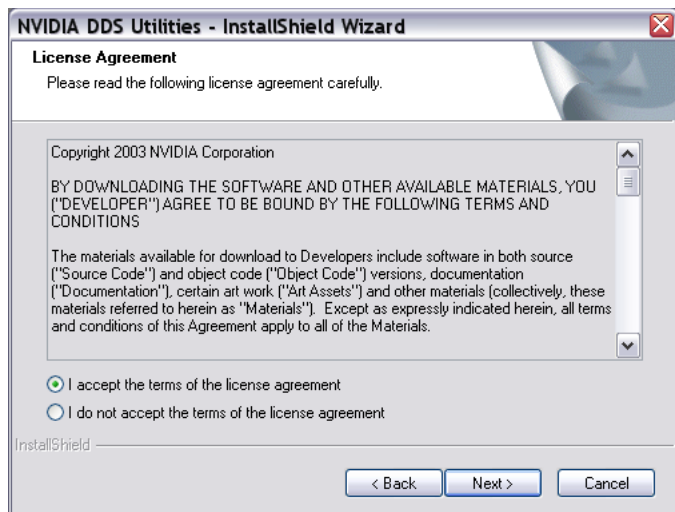 NVIDIA DDS Utilities - InstallShield Wizard
License Agreement
Please read the following license agreement carefully.
Copyright 2003 NVIDIA Corporation
BY DOWNLOADING THE SOFTWARE AND OTHER AVAILABLE MATERIALS, YOU
("DEVELOPER") AGREE TO BE BOUND BY THE FOLLOWING TERMS AND
CONDITIONS
The materials available for download to Developers include software in both source
("Source Code") and object code ("Object Code") versions, documentation
("Documentation"), certain art work ("Art Assets") and other materials (collectively, these
materials referred to herein as "Materials"). Except as expressly indicated herein, all terms
and conditions of this Agreement apply to all of the Materials.
I accept the terms of the license agreement
I do not accept the terms of the license agreement
InstallShield
< Back Next > Cancel